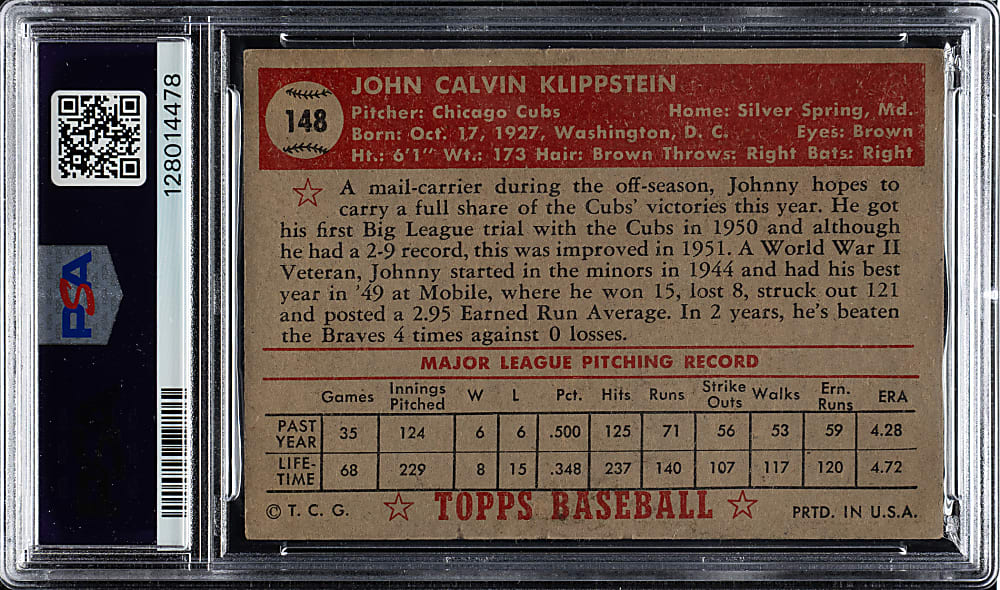 128014478
PSA
148
JOHN CALVIN KLIPPSTEIN
Pitcher: Chicago Cubs Home: Silver Spring, Md.
Born: Oct. 17, 1927, Washington, D. C. Eyes: Brown
Ht.: 6'1" Wt.: 173 Hair: Brown Throws: Right Bats: Right
A mail-carrier during the off-season, Johnny hopes to
carry a full share of the Cubs' victories this year. He got
his first Big League trial with the Cubs in 1950 and although
he had a 2-9 record, this was improved in 1951. A World War II
Veteran, Johnny started in the minors in 1944 and had his best
year in '49 at Mobile, where he won 15, lost 8, struck out 121
and posted a 2.95 Earned Run Average. In 2 years, he's beaten
the Braves 4 times against 0 losses.
MAJOR LEAGUE PITCHING RECORD
Games Innings Pitched W L Pct. Hits Runs Strike Outs Walks Ern. Runs ERA
PAST YEAR 35 124 6 6 .500 125 71 56 53 59 4.28
LIFE-TIME 68 229 8 15 .348 237 140 107 117 120 4.72
© T. C. G. TOPPS BASEBALL PRTD. IN U.S.A.